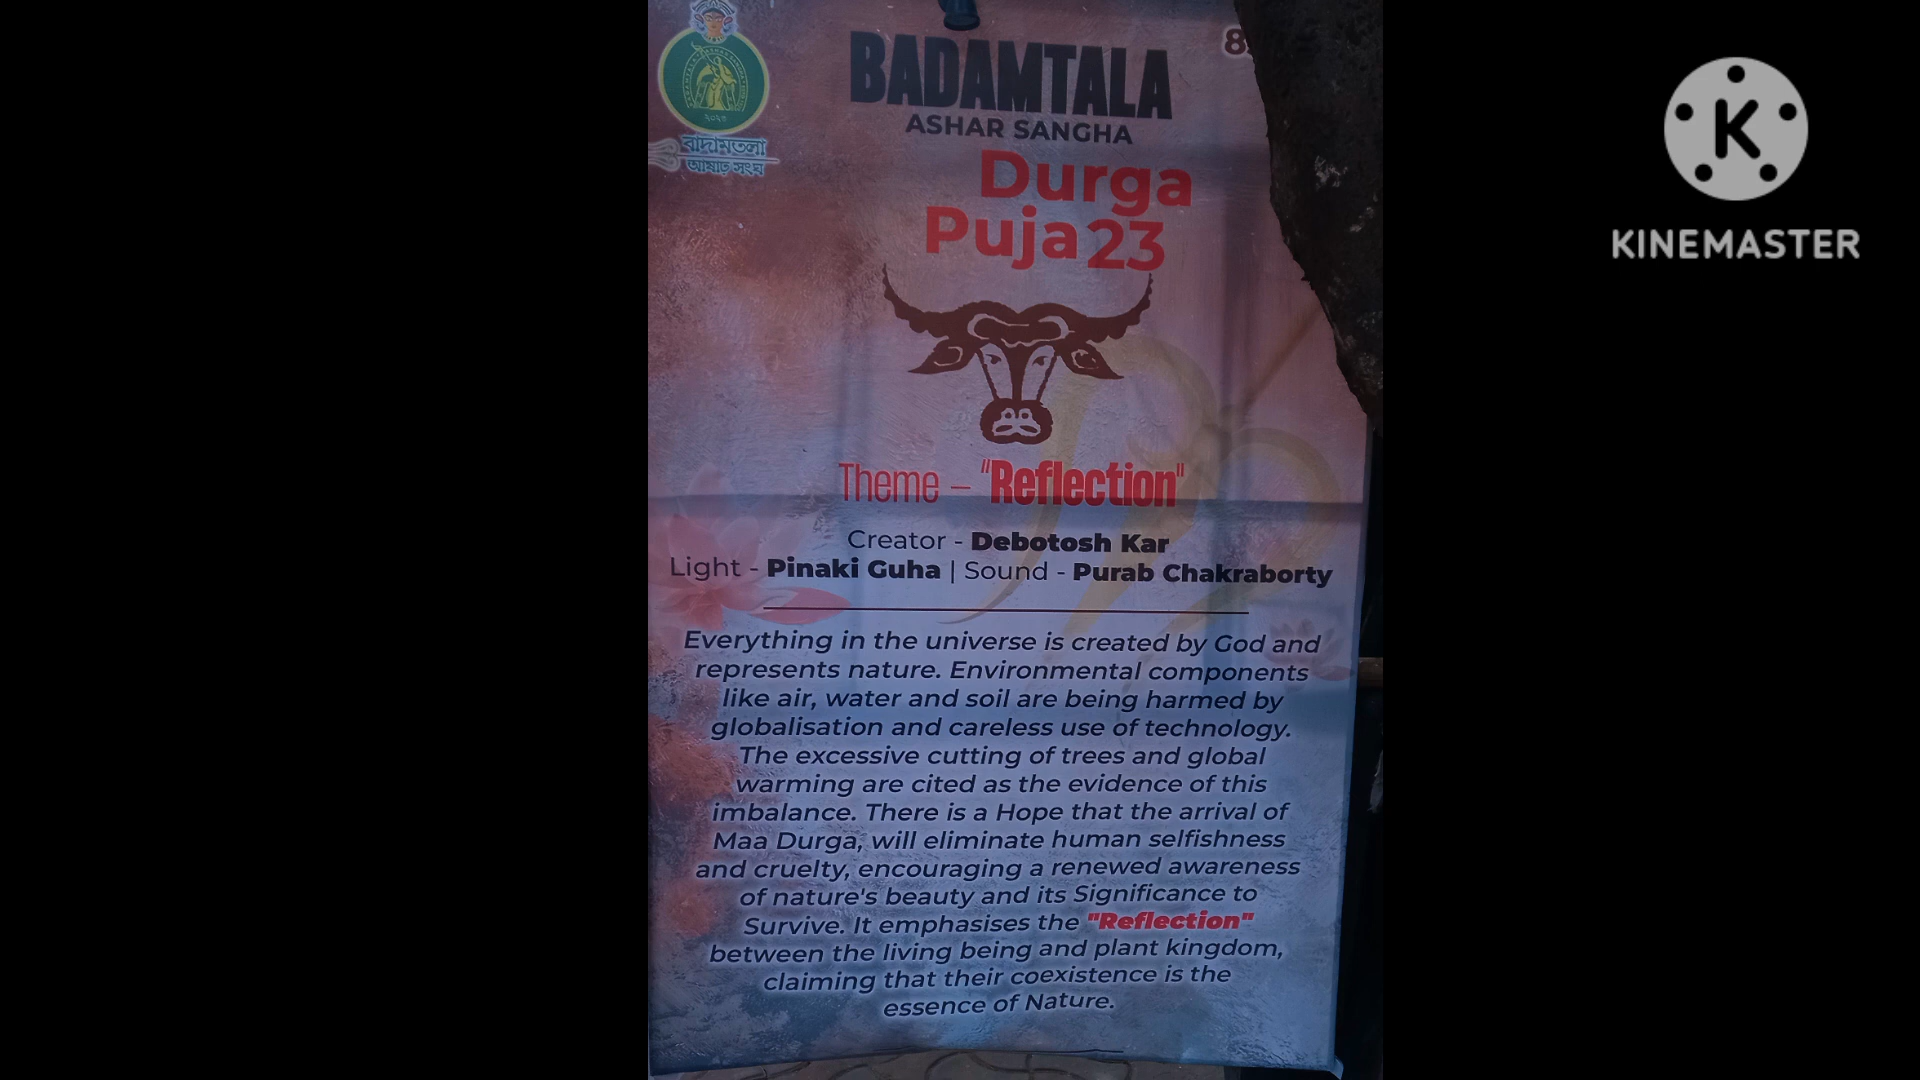 BADAMTALA
ASHAR SANGHA
Durga
Puja 23
Theme – "Reflection"
Creator - Debotosh Kar
Light - Pinaki Guha | Sound - Purab Chakraborty
Everything in the universe is created by God and
represents nature. Environmental components
like air, water and soil are being harmed by
globalisation and careless use of technology.
The excessive cutting of trees and global
warming are cited as the evidence of this
imbalance. There is a Hope that the arrival of
Maa Durga, will eliminate human selfishness
and cruelty, encouraging a renewed awareness
of nature's beauty and its Significance to
Survive. It emphasises the "Reflection"
between the living being and plant kingdom,
claiming that their coexistence is the
essence of Nature.
বাদামতলা
আষাঢ় সংঘ
K
KINEMASTER